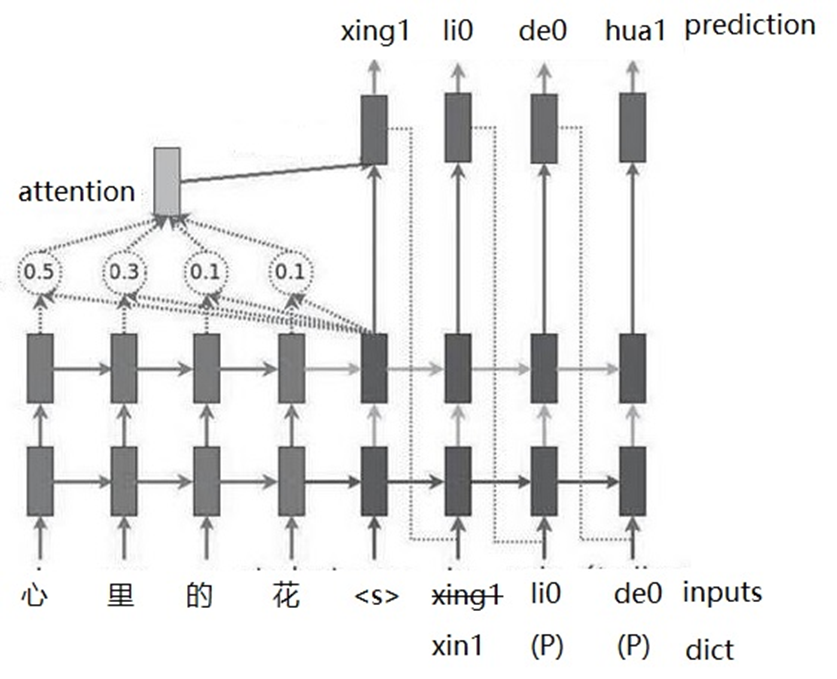 xing1 li0 de0 hua1 prediction
attention
0.5 0.3 0.1 0.1
心 里 的 花 <s> xing1 li0 de0 inputs
xin1 (P) (P) dict